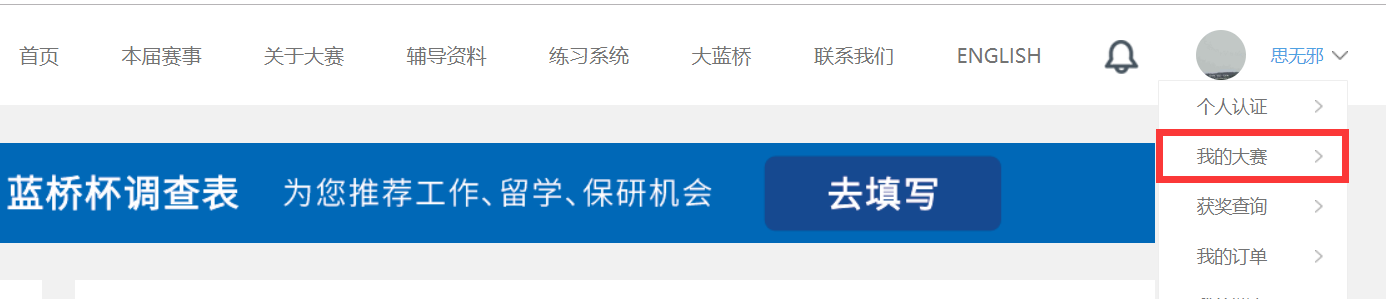 首页 本届赛事 关于大赛 辅导资料 练习系统 大蓝桥 联系我们 ENGLISH 思无邪
个人认证
我的大赛
蓝桥杯调查表 为您推荐工作、留学、保研机会 去填写
获奖查询
我的订单